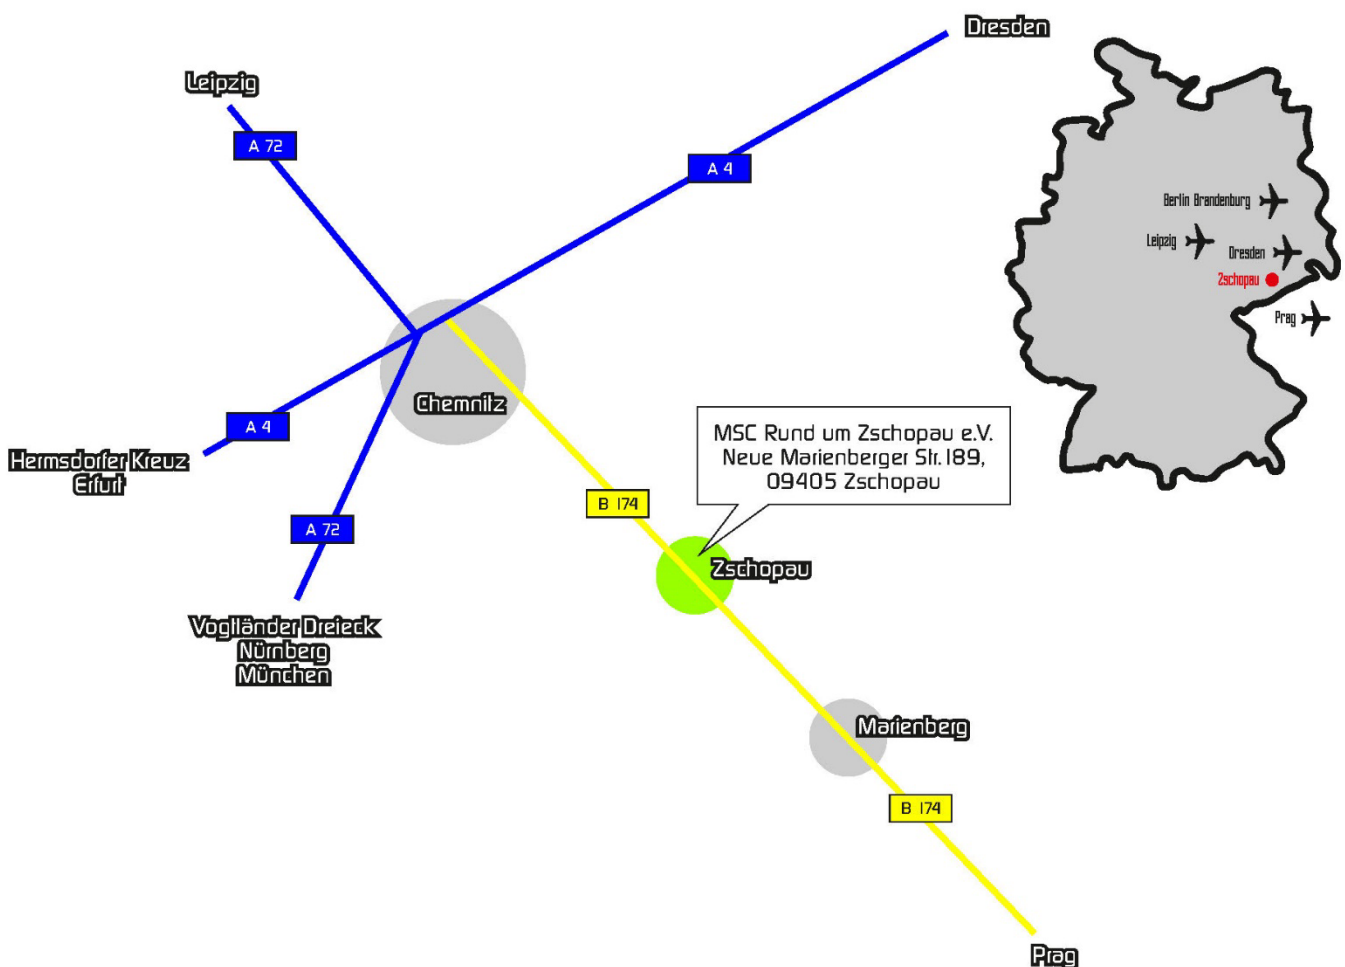 Dresden
Leipzig
A 72
A 4
Berlin Brandenburg
Leipzig
Dresden
Zschopau
Prag
Chemnitz
A 4
Hermsdorfer Kreuz
Erfurt
MSC Rund um Zschopau e.V.
Neue Marienberger Str. 189,
09405 Zschopau
B 174
A 72
Zschopau
Vogtländer Dreieck
Nürnberg
München
Marienberg
B 174
Prag